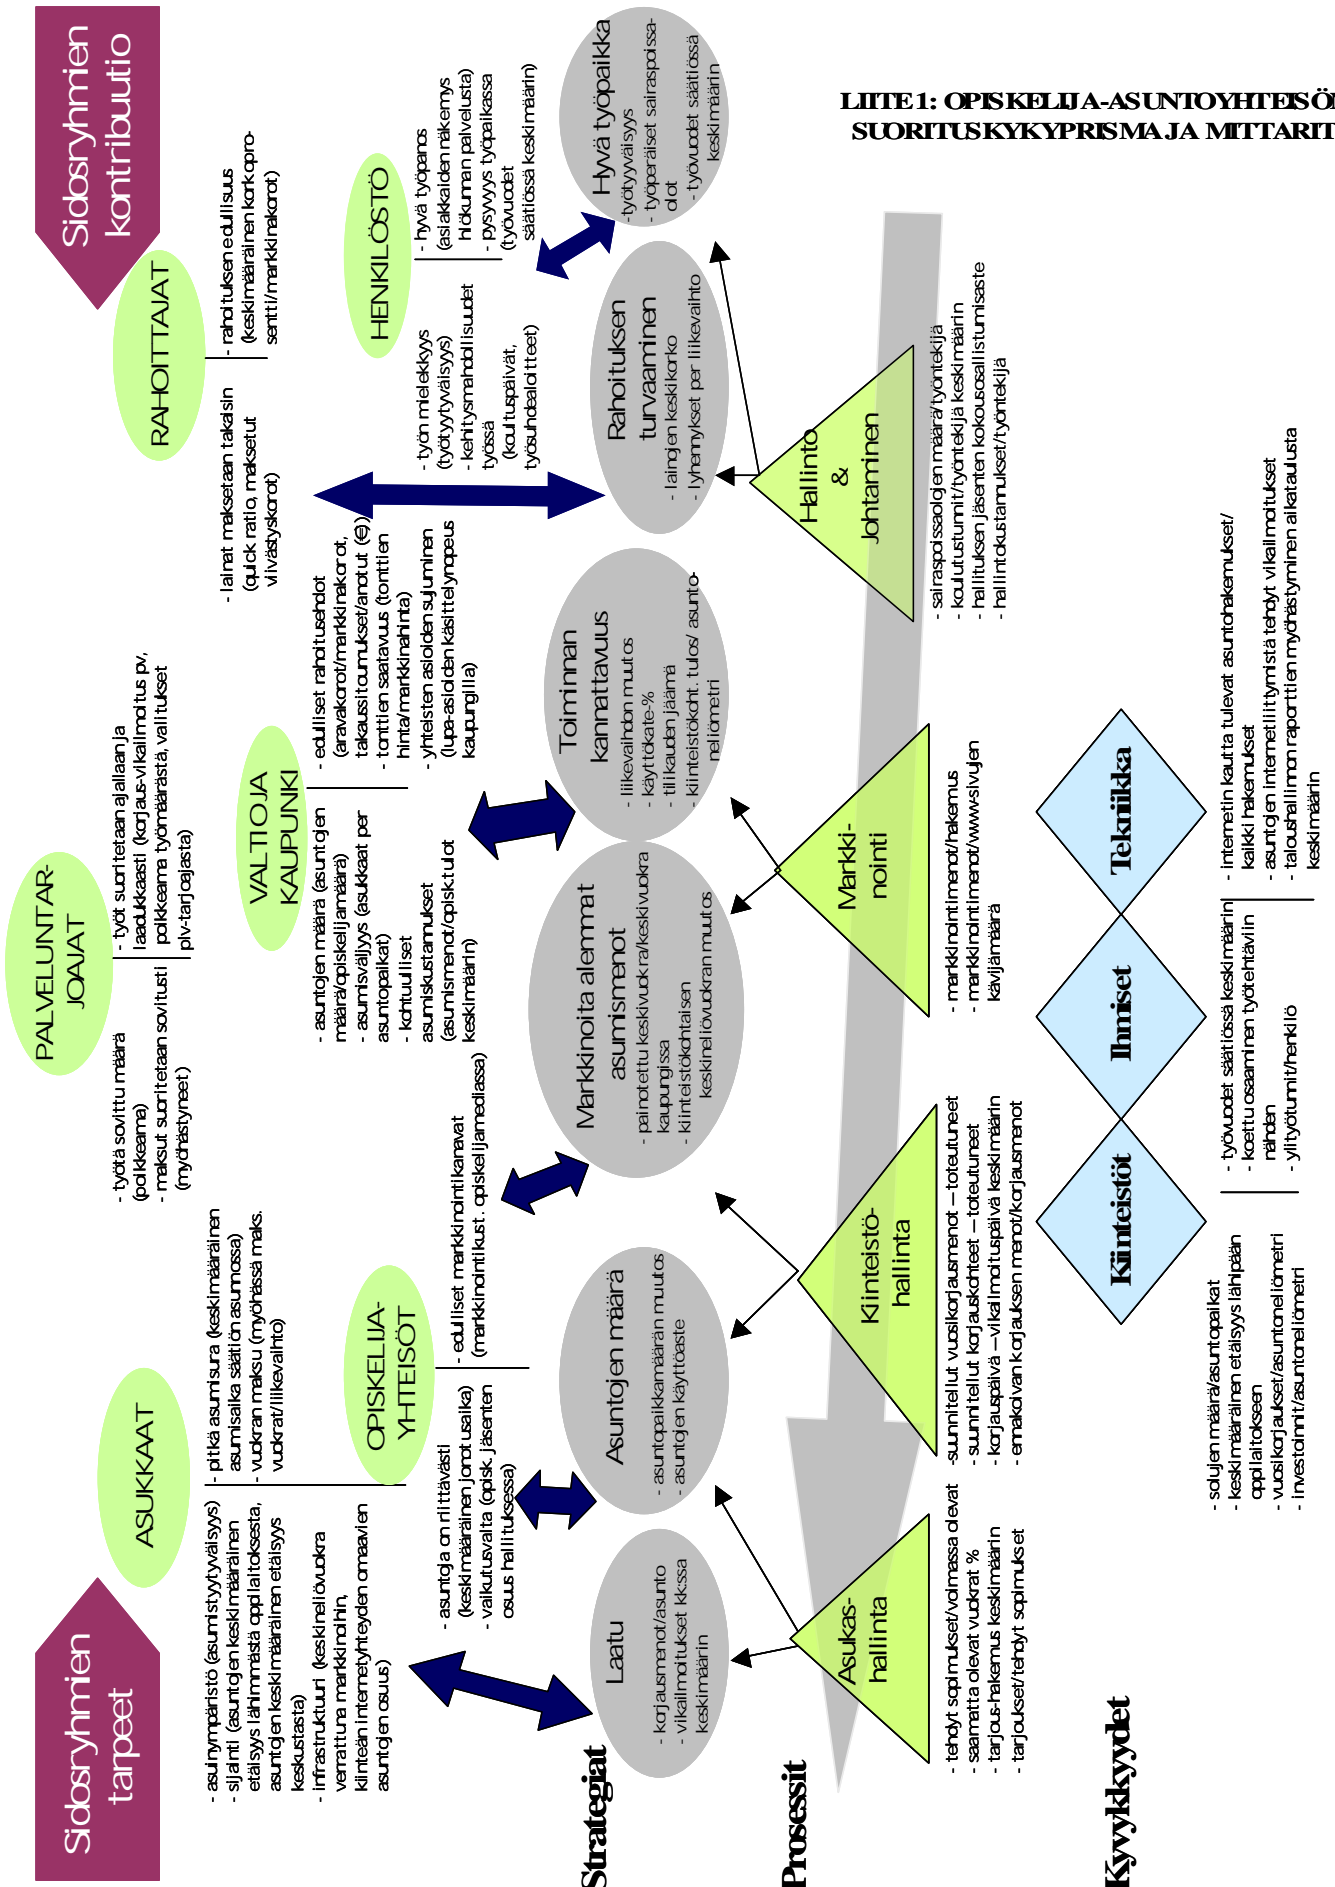 LIITE 1: OPISKELIJA-ASUNTOYHTEISÖN
SUORITUSKYKYPRISMA JA MITTARIT
Sidosryhmien
tarpeet
Sidosryhmien
kontribuutio
ASUKKAAT
- asuinympäristö (asumistyytyväisyys)
- sijainti (asuntojen keskimääräinen
etäisyys lähimmästä oppilaitoksesta,
asuntojen keskimääräinen etäisyys
keskustasta)
- infrastruktuuri (keskineliövuokra
verrattuna markkinoihin,
kiinteän internetyhteyden omaavien
asuntojen osuus)
- pitkä asumisura (keskimääräinen
asumisaika säätiön asunnossa)
- vuokran maksu (myöhässä maks.
vuokrat/liikevaihto)
OPISKELIJA-
YHTEISÖT
- asuntoja on riittävästi
(keskimääräinen jonotusaika)
- vaikutusvalta (opisk. jäsenten
osuus hallituksessa)
- edulliset markkinointikanavat
(markkinointikust. opiskelijamediassa)
PALVELUNTAR-
JOAJAT
- työtä sovittu määrä
(poikkeama)
- maksut suoritetaan sovitusti
(myöhästyneet)
- työt suoritetaan ajallaan ja
laadukkaasti (korjaus-vikailmoitus pv,
poikkeama työmäärästä, valitukset
plv-tarjoajasta)
VALTIO JA
KAUPUNKI
- asuntojen määrä (asuntojen
määrä/opiskelijamäärä)
- asumisväljyys (asukkaat per
asuntopaikat)
- kohtuulliset
asumiskustannukset
(asumismenot/opisk.tulot
keskimäärin)
- edulliset rahoitusehdot
(aravakorot/markkinakorot,
takaussitoumukset/anotut (€))
- tonttien saatavuus (tonttien
hinta/markkinahinta)
- yhteisten asioiden sujuminen
(lupa-asioiden käsittelynopeus
kaupungilla)
RAHOITTAJAT
- lainat maksetaan takaisin
(quick ratio, maksetut
viivästyskorot)
- rahoituksen edullisuus
(keskimääräinen korkopro-
sentti/markkinakorot)
HENKILÖSTÖ
- työn mielekkyys
(työtyytyväisyys)
- kehitysmahdollisuudet
työssä
(koultuspäivät,
työsuhdealoitteet)
- hyvä työpanos
(asiakkaiden näkemys
hlökunnan palvelusta)
- pysyvyys työpaikassa
(työvuodet
säätiössä keskimäärin)
Strategiat
Laatu
- korjausmenot/asunto
- vikailmoitukset kk:ssa
keskimäärin
Asuntojen määrä
- asuntopaikkamäärän muutos
- asuntojen käyttöaste
Markkinoita alemmat
asumismenot
- painotettu keskivuokra/keskivuokra
kaupungissa
- kiinteistökohtaisen
keskineliövuokran muutos
Toiminnan
kannattavuus
- liikevaihdon muutos
- käyttökate-%
- tilikauden jäämä
- kiinteistökoht. tulos/ asunto-
neliömetri
Rahoituksen
turvaaminen
- lainojen keskikorko
- lyhennykset per liikevaihto
Hyvä työpaikka
-työtyväisyys
- työperäiset sairaspoissa-
olot
- työvuodet säätiössä
keskimäärin
Prosessit
Asukas-
hallinta
- tehdyt sopimukset/voimassa olevat
- saamatta olevat vuokrat %
- tarjous-hakemus keskimäärin
- tarjoukset/tehdyt sopimukset
Kiinteistö-
hallinta
-suunnitellut vuosikorjausmenot – toteutuneet
- suunnitellut korjauskohteet – toteutuneet
- korjauspäivä – vikailmoituspäivä keskimäärin
- ennakoivan korjauksen menot/korjausmenot
Markki-
nointi
- markkinointimenot/hakemus
- markkinointimenot/www-sivujen
kävijämäärä
Hallinto
&
Johtaminen
- sairaspoissaolojen määrä/työntekijä
- koulutustunnit/työntekijä keskimäärin
- hallituksen jäsenten kokousosallistumisaste
- hallintokustannukset/työntekijä
Kyvykkyydet
Kiinteistöt
- solujen määrä/asuntopaikat
- keskimääräinen etäisyys lähipään
oppilaitokseen
- vuosikorjaukset/asuntoneliömetri
- investoinnit/asuntoneliömetri
Ihmiset
- työvuodet säätiössä keskimäärin
- koettu osaaminen työtehtäviin
nähden
- ylityötunnit/henkilö
Tekniikka
- internetin kautta tulevat asuntohakemukset/
kaikki hakemukset
- asuntojen internetliittymistä tehdyt vikailmoitukset
- taloushallinnon raporttien myöhästyminen aikataulusta
keskimäärin